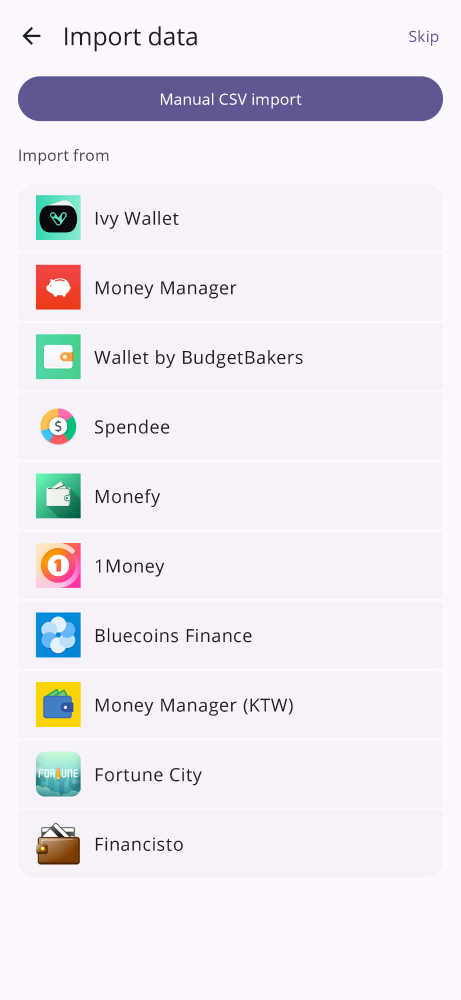 Import data
Skip
Manual CSV import
Import from
Ivy Wallet
Money Manager
Wallet by BudgetBakers
$
Spendee
Monefy
1
1Money
Bluecoins Finance
Money Manager (KTW)
FORTUNE
Fortune City
Financisto